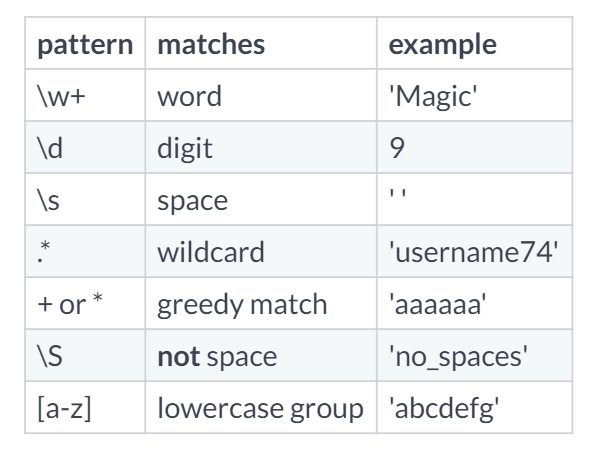 pattern matches example
\w+ word 'Magic'
\d digit 9
\s space ' '
.* wildcard 'username74'
+ or * greedy match 'aaaaaa'
\S not space 'no_spaces'
[a-z] lowercase group 'abcdefg'